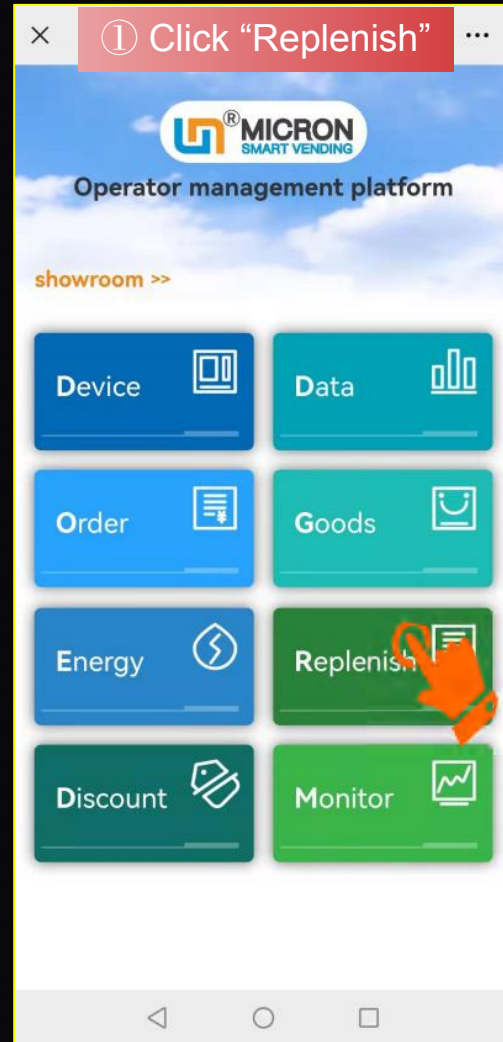 ① Click “Replenish”
® MICRON
SMART VENDING
Operator management platform
showroom >>
Device
Data
Order
Goods
Energy
Replenish
Discount
Monitor